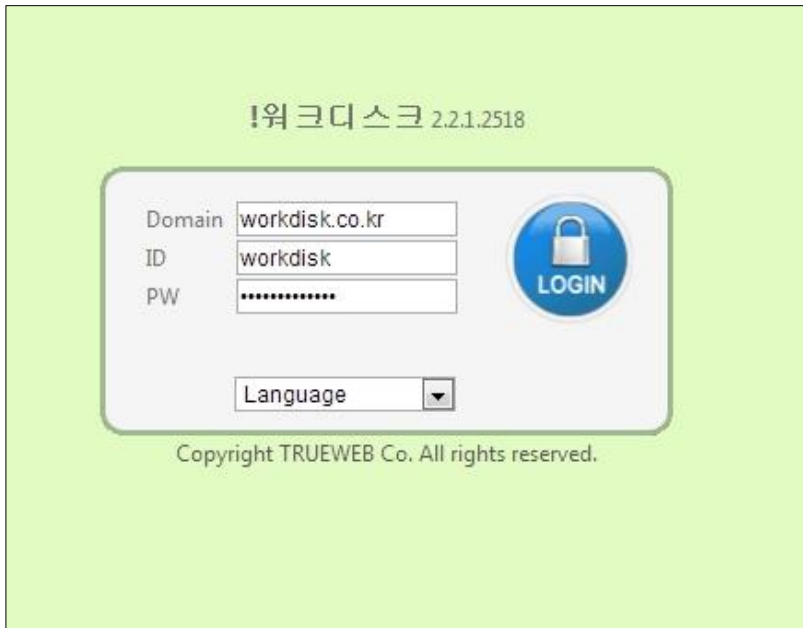 !워크디스크 2.2.1.2518
Domain workdisk.co.kr
ID workdisk
PW •••••••••••••
LOGIN
Language
Copyright TRUEWEB Co. All rights reserved.